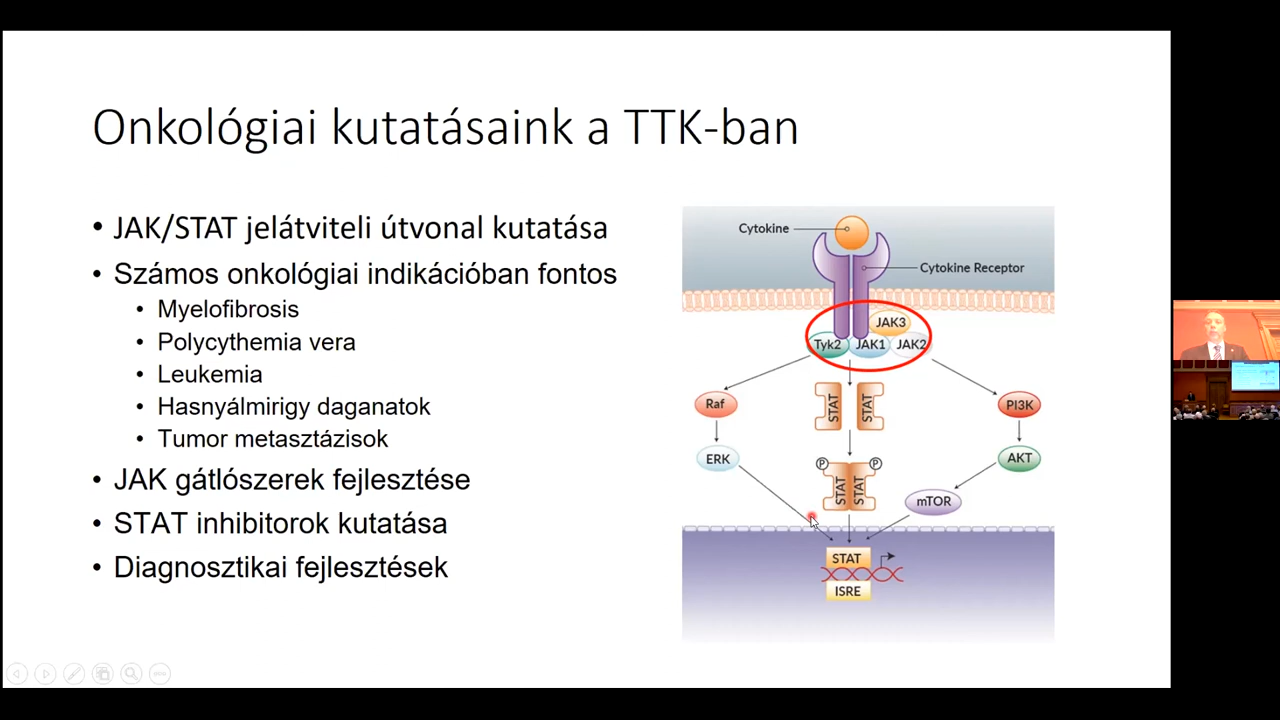 Onkológiai kutatásaink a TTK-ban
• JAK/STAT jelátviteli útvonal kutatása
• Számos onkológiai indikációban fontos
• Myelofibrosis
• Polycythemia vera
• Leukemia
• Hasnyálmirigy daganatok
• Tumor metasztázisok
• JAK gátlószerek fejlesztése
• STAT inhibitorok kutatása
• Diagnosztikai fejlesztések
Cytokine
Cytokine Receptor
JAK3
Tyk2 JAK1 JAK2
Raf
STAT STAT
PI3K
ERK
P P
STAT STAT
AKT
mTOR
STAT
ISRE